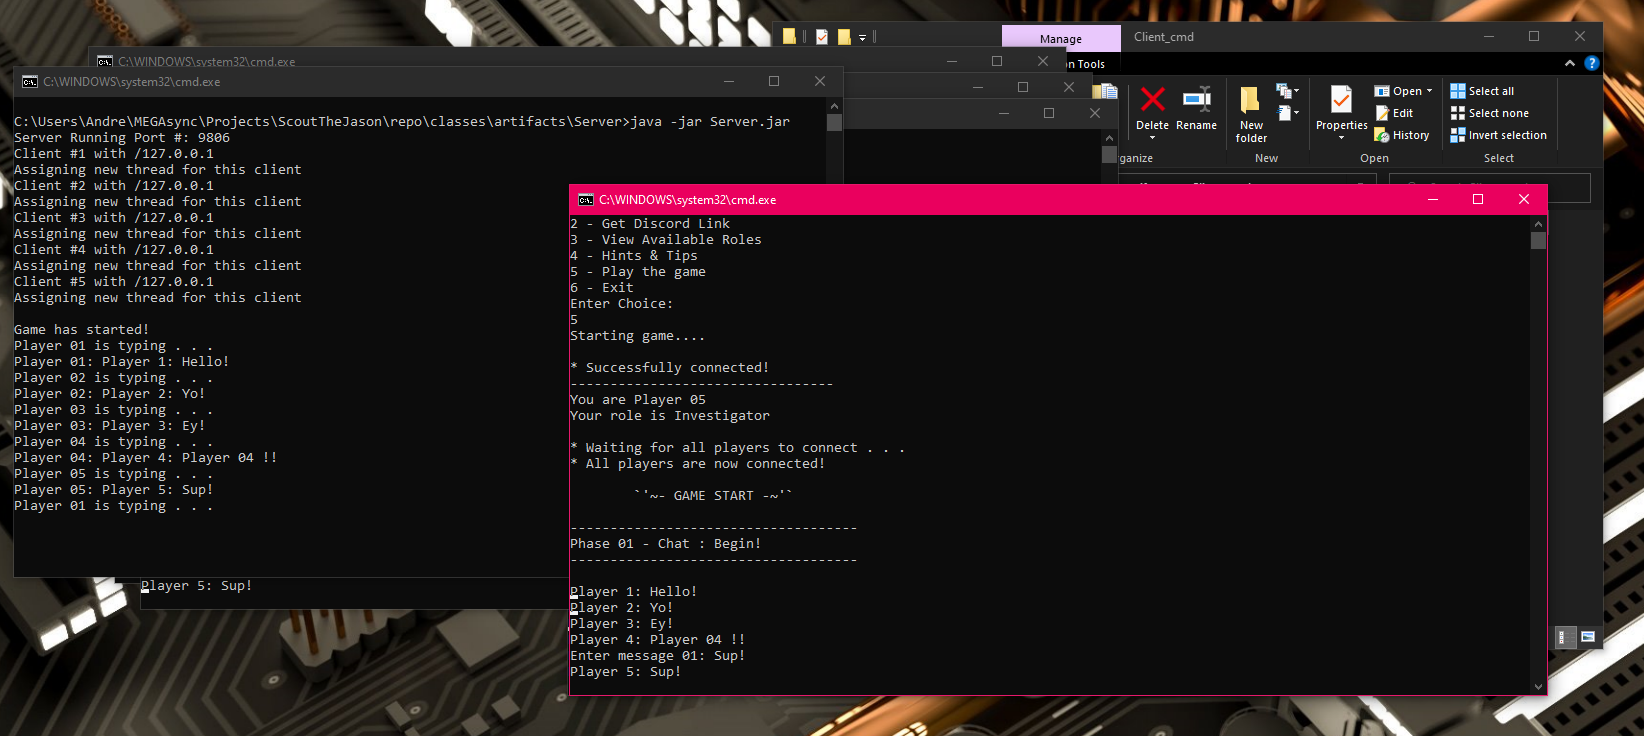 Manage
Client_cmd
C:\WINDOWS\system32\cmd.exe
C:\WINDOWS\system32\cmd.exe
Open
Select all
Delete
Rename
New
folder
Properties
Edit
Select none
History
Invert selection
New
Open
Select
C:\Users\Andre\MEGAsync\Projects\ScoutTheJason\repo\classes\artifacts\Server>java -jar Server.jar
Server Running Port #: 9806
Client #1 with /127.0.0.1
Assigning new thread for this client
Client #2 with /127.0.0.1
Assigning new thread for this client
Client #3 with /127.0.0.1
Assigning new thread for this client
Client #4 with /127.0.0.1
Assigning new thread for this client
Client #5 with /127.0.0.1
Assigning new thread for this client
Game has started!
Player 01 is typing . . .
Player 01: Player 1: Hello!
Player 02 is typing . . .
Player 02: Player 2: Yo!
Player 03 is typing . . .
Player 03: Player 3: Ey!
Player 04 is typing . . .
Player 04: Player 4: Player 04 !!
Player 05 is typing . . .
Player 05: Player 5: Sup!
Player 01 is typing . . .
Player 5: Sup!
C:\WINDOWS\system32\cmd.exe
2 - Get Discord Link
3 - View Available Roles
4 - Hints & Tips
5 - Play the game
6 - Exit
Enter Choice:
5
Starting game....
* Successfully connected!
---------------------------------
You are Player 05
Your role is Investigator
* Waiting for all players to connect . . .
* All players are now connected!
`'~- GAME START -~'`
------------------------------------
Phase 01 - Chat : Begin!
------------------------------------
Player 1: Hello!
Player 2: Yo!
Player 3: Ey!
Player 4: Player 04 !!
Enter message 01: Sup!
Player 5: Sup!